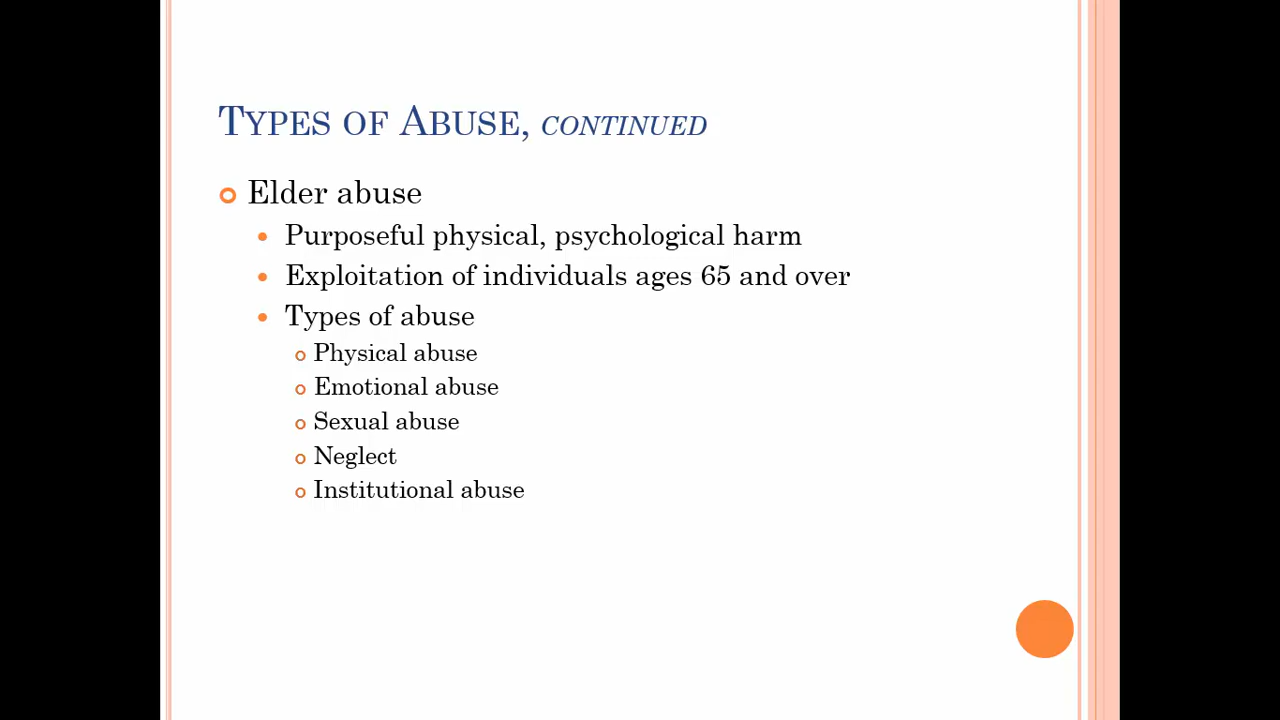 Types of Abuse, continued
Elder abuse
Purposeful physical, psychological harm
Exploitation of individuals ages 65 and over
Types of abuse
Physical abuse
Emotional abuse
Sexual abuse
Neglect
Institutional abuse